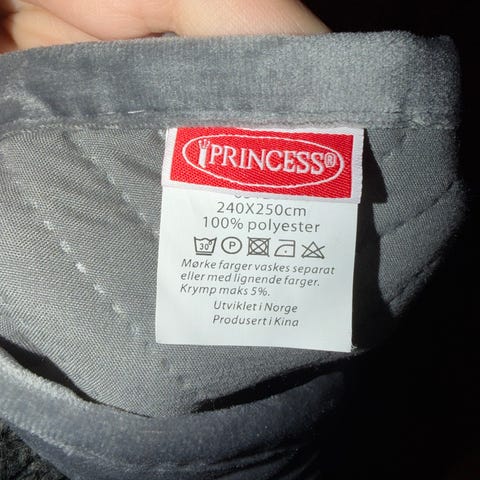 PRINCESS®
240X250cm
100% polyester
30° P
Mørke farger vaskes separat
eller med lignende farger.
Krymp maks 5%.
Utviklet i Norge
Produsert i Kina